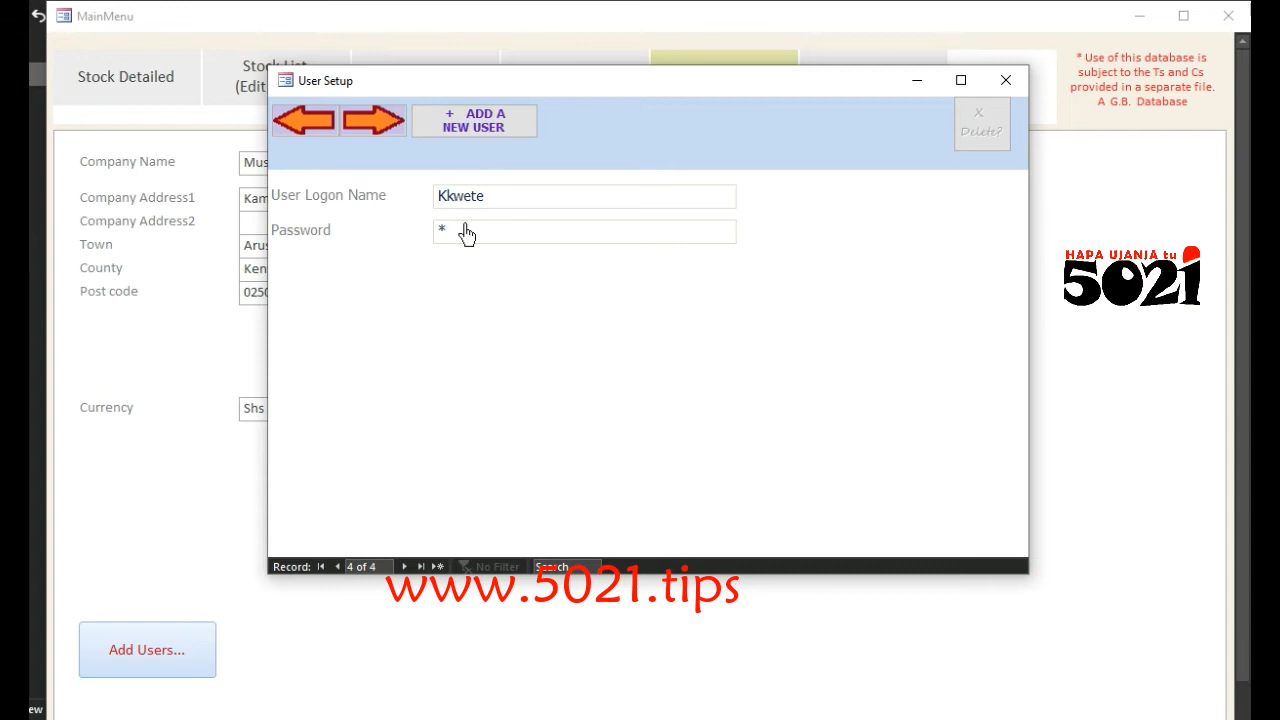 MainMenu
Stock Detailed
Stock List
(Edit
* Use of this database is
subject to the Ts and Cs
provided in a separate file.
A G.B. Database
User Setup
+ ADD A
NEW USER
X
Delete?
User Logon Name
Kkwete
Password
*
Company Name
Mus
Company Address1
Kam
Company Address2
Town
Arus
County
Ken
Post code
0250
Currency
Shs
HAPA UJANJA tu
5021
Record:
4 of 4
No Filter
Search
www.5021.tips
Add Users...
ew